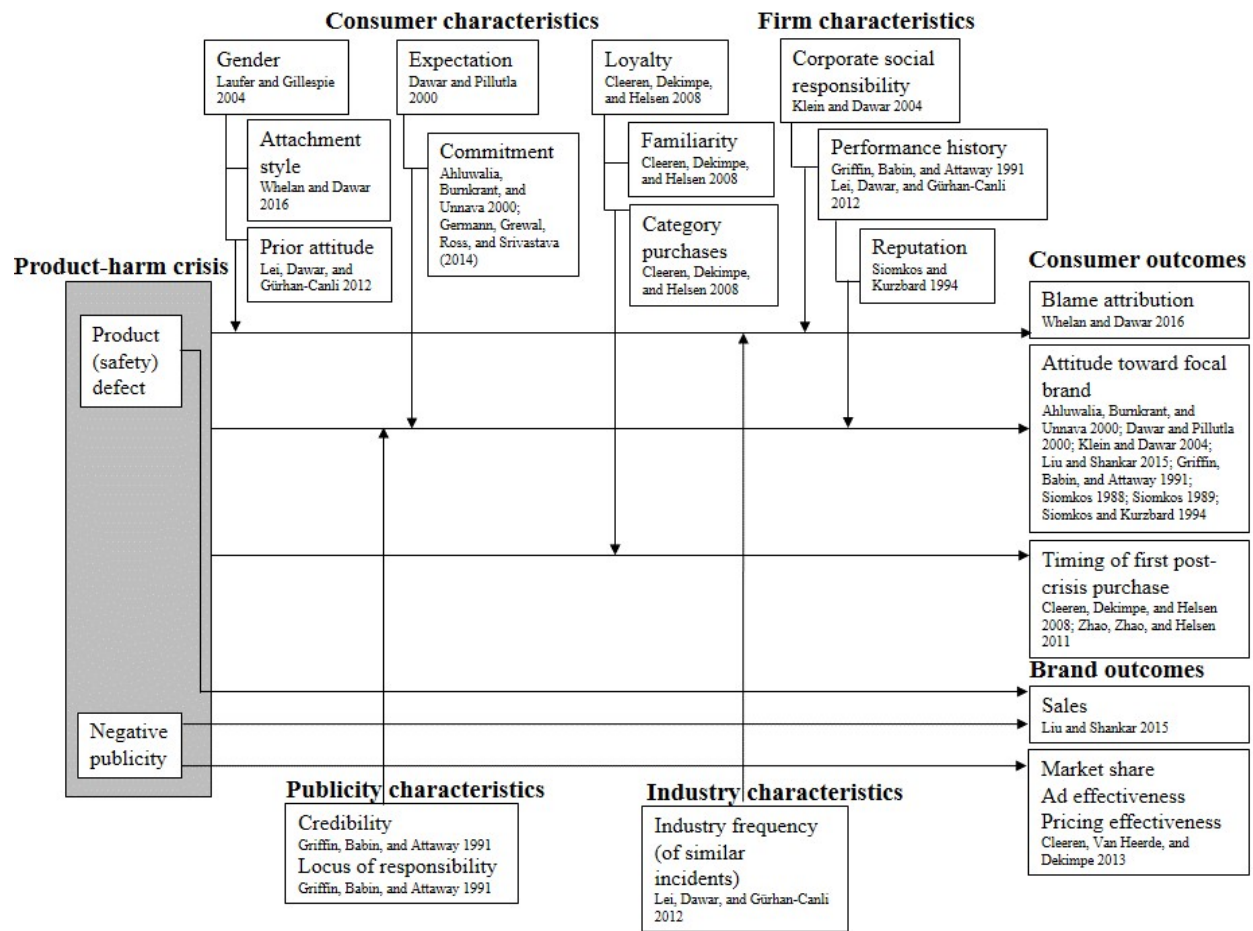 Consumer characteristics
Firm characteristics
Gender
Laufer and Gillespie
2004
Attachment
style
Whelan and Dawar
2016
Prior attitude
Lei, Dawar, and
Gürhan-Canli 2012
Expectation
Dawar and Pillutla
2000
Commitment
Ahluwalia,
Burnkrant, and
Unnava 2000;
Germann, Grewal,
Ross, and Srivastava
(2014)
Loyalty
Cleeren, Dekimpe,
and Helsen 2008
Familiarity
Cleeren, Dekimpe,
and Helsen 2008
Category
purchases
Cleeren, Dekimpe,
and Helsen 2008
Corporate social
responsibility
Klein and Dawar 2004
Performance history
Griffin, Babin, and Attaway 1991
Lei, Dawar, and Gürhan-Canli
2012
Reputation
Siomkos and
Kurzbard 1994
Product-harm crisis
Product
(safety)
defect
Negative
publicity
Consumer outcomes
Blame attribution
Whelan and Dawar 2016
Attitude toward focal
brand
Ahluwalia, Burnkrant, and
Unnava 2000; Dawar and Pillutla
2000; Klein and Dawar 2004;
Liu and Shankar 2015; Griffin,
Babin, and Attaway 1991;
Siomkos 1988; Siomkos 1989;
Siomkos and Kurzbard 1994
Timing of first post-
crisis purchase
Cleeren, Dekimpe, and Helsen
2008; Zhao, Zhao, and Helsen
2011
Brand outcomes
Sales
Liu and Shankar 2015
Market share
Ad effectiveness
Pricing effectiveness
Cleeren, Van Heerde, and
Dekimpe 2013
Publicity characteristics
Credibility
Griffin, Babin, and Attaway 1991
Locus of responsibility
Griffin, Babin, and Attaway 1991
Industry characteristics
Industry frequency
(of similar
incidents)
Lei, Dawar, and Gürhan-Canli
2012